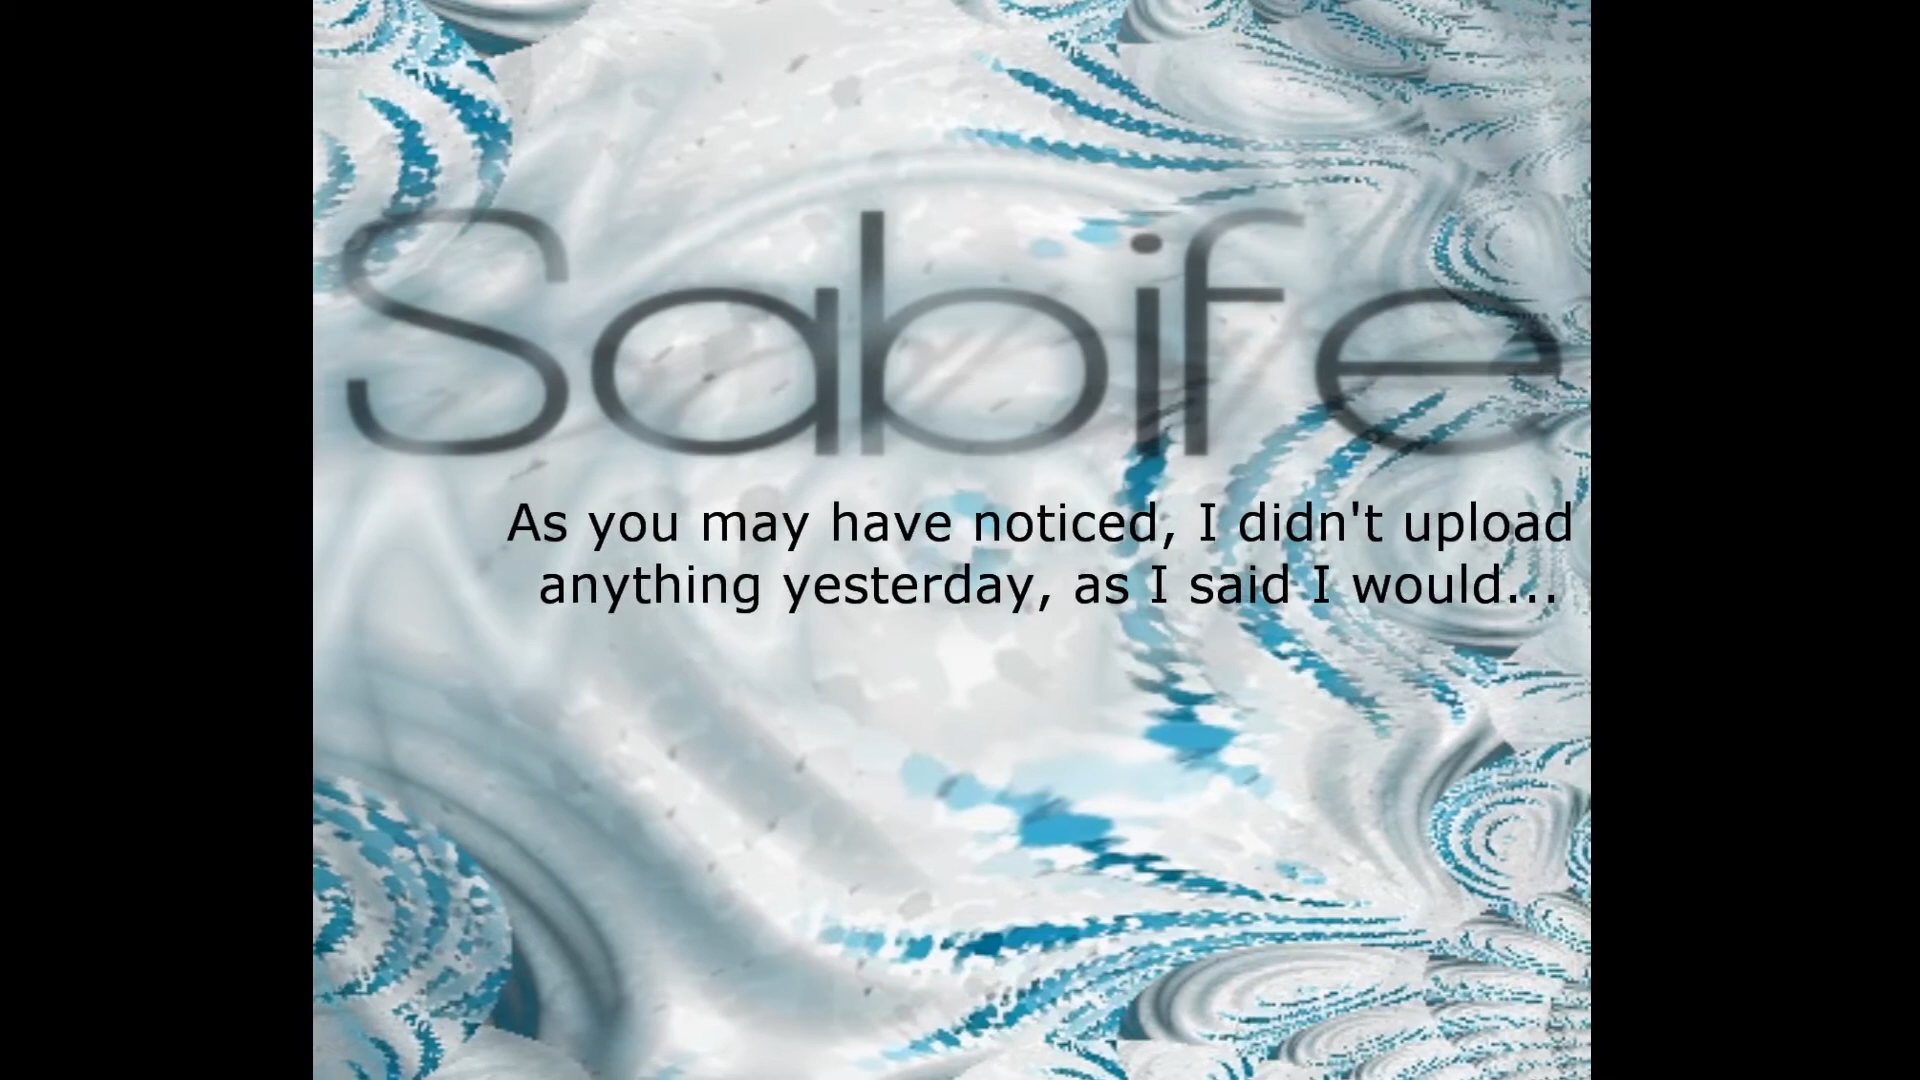 Sabife
As you may have noticed, I didn't upload
anything yesterday, as I said I would...